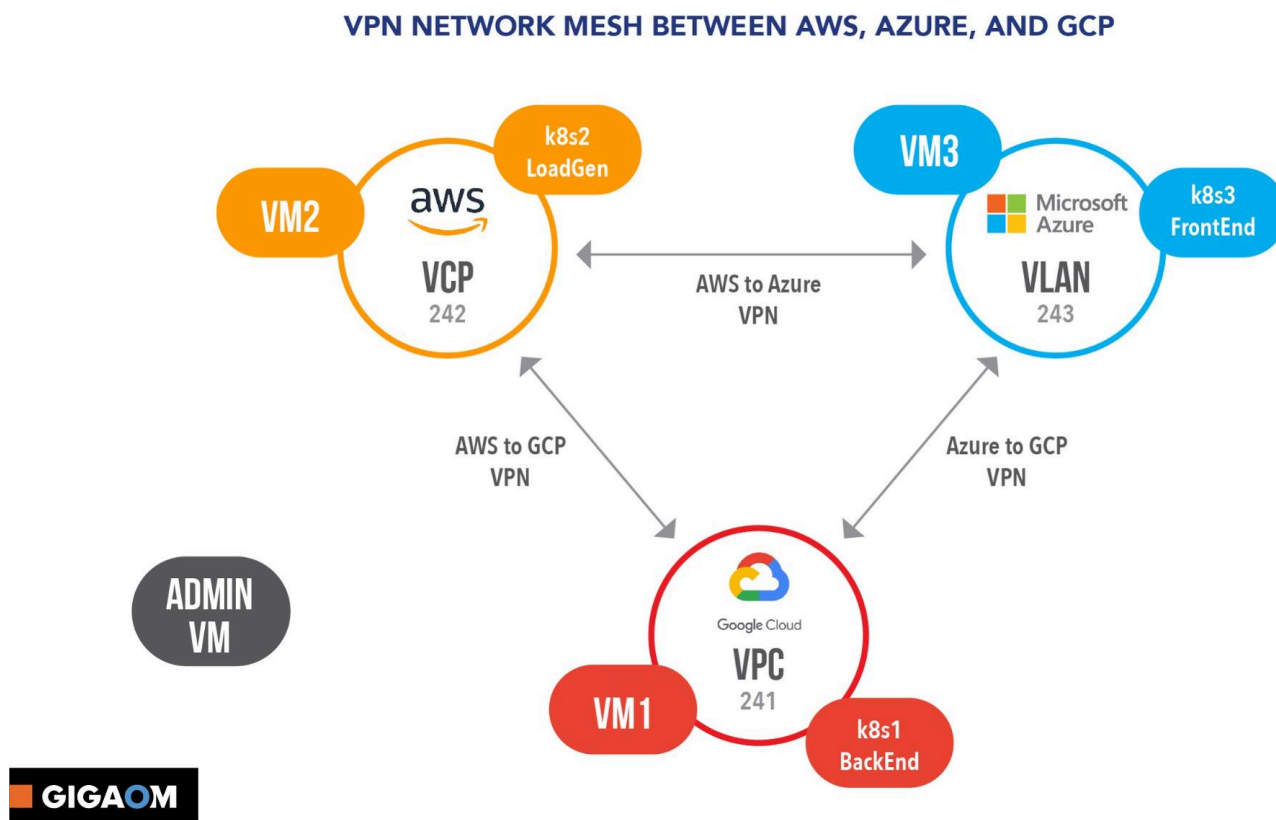 VPN NETWORK MESH BETWEEN AWS, AZURE, AND GCP
k8s2
LoadGen
VM2
aws
VCP
242
VM3
Microsoft
Azure
k8s3
FrontEnd
VLAN
243
AWS to Azure
VPN
AWS to GCP
VPN
Azure to GCP
VPN
ADMIN
VM
Google Cloud
VPC
241
VM1
k8s1
BackEnd
GIGAOM